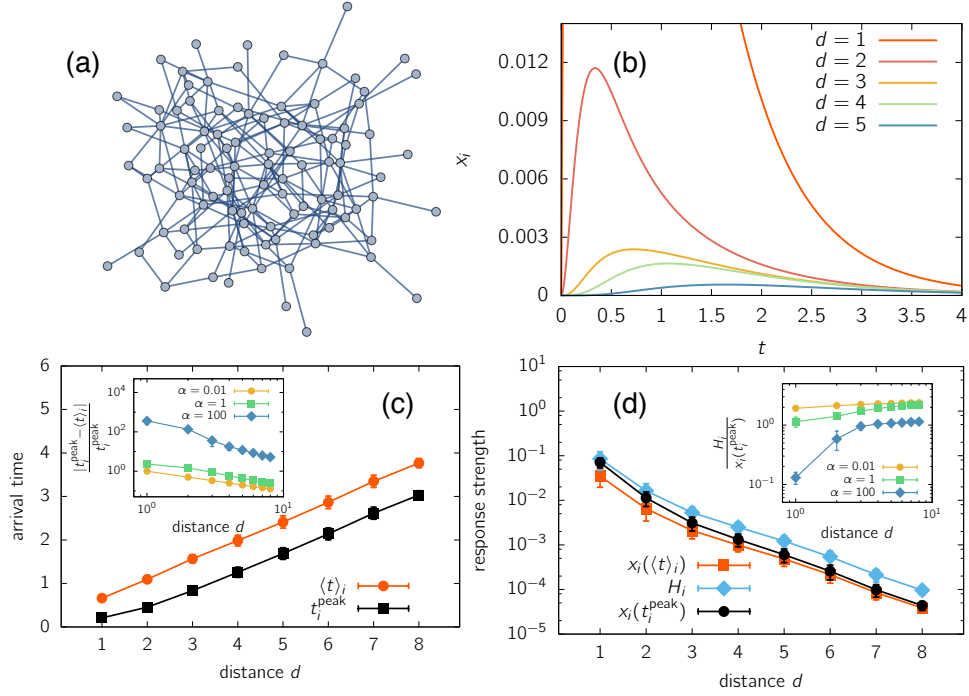 (a)
(b)
x_i
0.012
0.009
0.006
0.003
0
d = 1
d = 2
d = 3
d = 4
d = 5
0 0.5 1 1.5 2 2.5 3 3.5 4
t
(c)
arrival time
6
5
4
3
2
1
0
|t_i^peak − ⟨t⟩_i|
t_i^peak
10^4
10^2
10^0
α = 0.01
α = 1
α = 100
10^0 10^1
distance d
⟨t⟩_i
t_i^peak
1 2 3 4 5 6 7 8
distance d
(d)
response strength
10^1
10^0
10^−1
10^−2
10^−3
10^−4
10^−5
H_i
x_i(t_i^peak)
10^0
10^−1
α = 0.01
α = 1
α = 100
10^0 10^1
distance d
x_i(⟨t⟩_i)
H_i
x_i(t_i^peak)
1 2 3 4 5 6 7 8
distance d